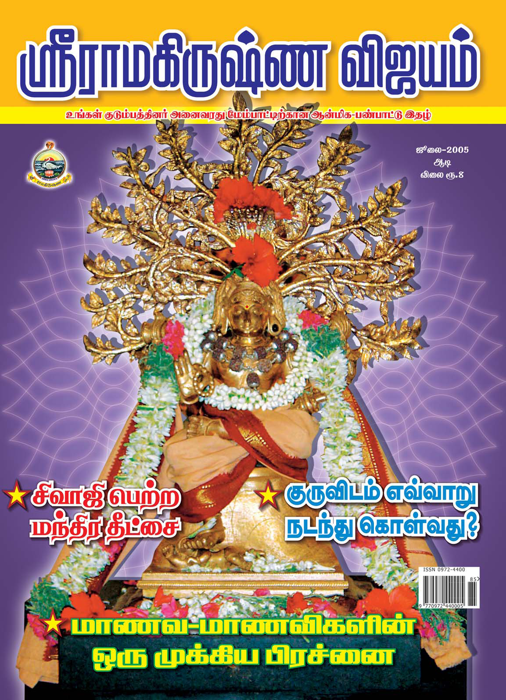 ஸ்ரீராமகிருஷ்ண விஜயம்
உங்கள் குடும்பத்தினர் அனைவரது மேம்பாட்டிற்கான ஆன்மிக-பண்பாட்டு இதழ்
ஜூலை-2005
ஆடி
விலை ரூ.8
சிவாஜி பெற்ற
மந்திர தீட்சை
குருவிடம் எவ்வாறு
நடந்து கொள்வது?
ISSN 0972-4400
மாணவ-மாணவிகளின்
ஒரு முக்கிய பிரச்னை